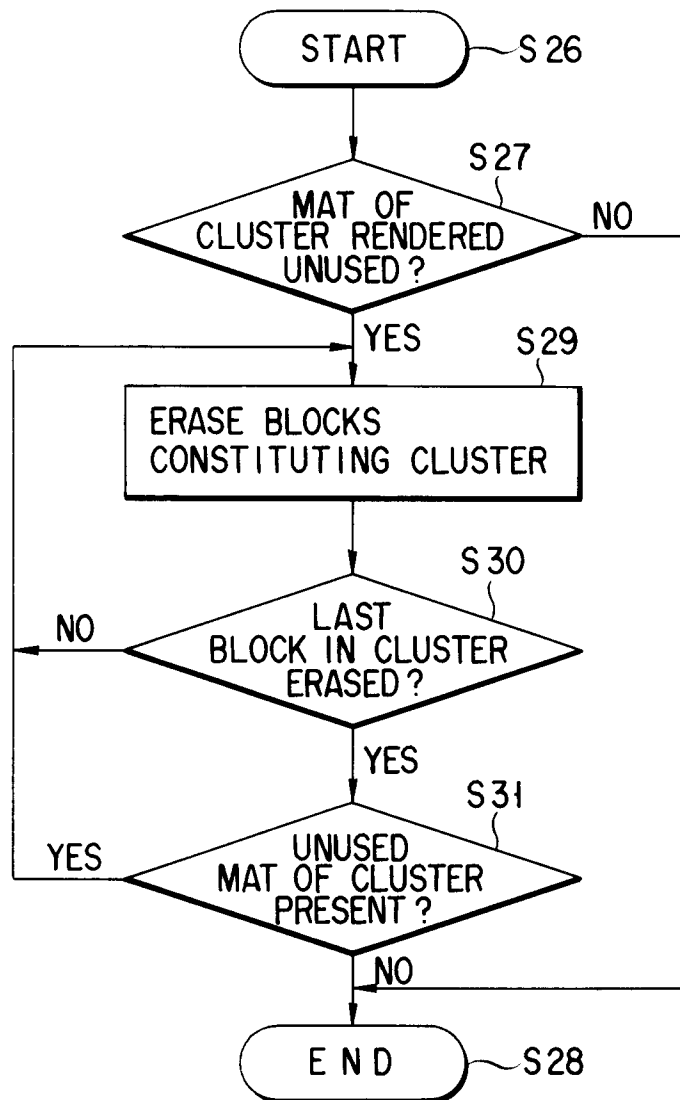 START
S26
S27
MAT OF
CLUSTER RENDERED
UNUSED?
NO
YES
S29
ERASE BLOCKS
CONSTITUTING CLUSTER
S30
LAST
BLOCK IN CLUSTER
ERASED?
NO
YES
S31
UNUSED
MAT OF CLUSTER
PRESENT?
YES
NO
END
S28